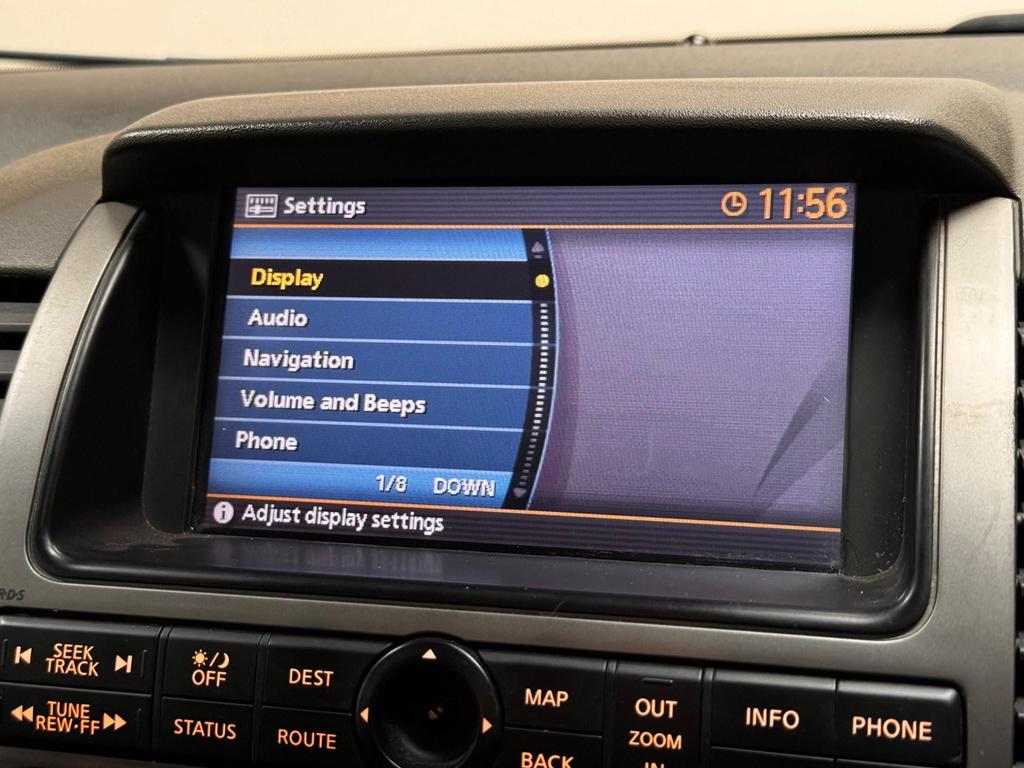 Settings
11:56
Display
Audio
Navigation
Volume and Beeps
Phone
1/8 DOWN
i Adjust display settings
R·D·S
SEEK
TRACK
OFF
DEST
MAP
OUT
ZOOM
IN
INFO
PHONE
TUNE
REW·FF
STATUS
ROUTE
BACK